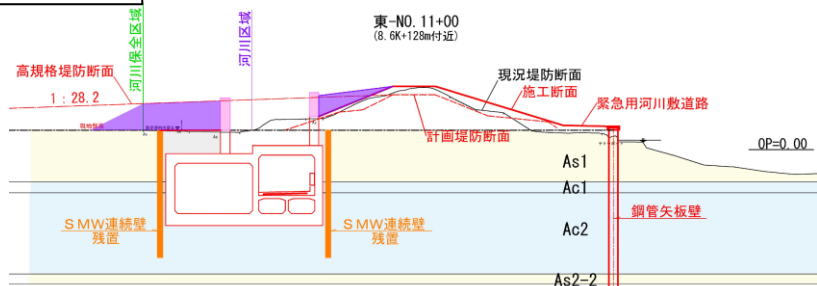 東-NO.11+00
(8.6K+128m付近)
河川保全区域
河川区域
高規格堤防断面
1：28.2
現況堤防断面
施工断面
緊急用河川敷道路
計画堤防断面
OP=0.00
As1
Ac1
Ac2
As2-2
鋼管矢板壁
ＳＭＷ連続壁
残置
ＳＭＷ連続壁
残置